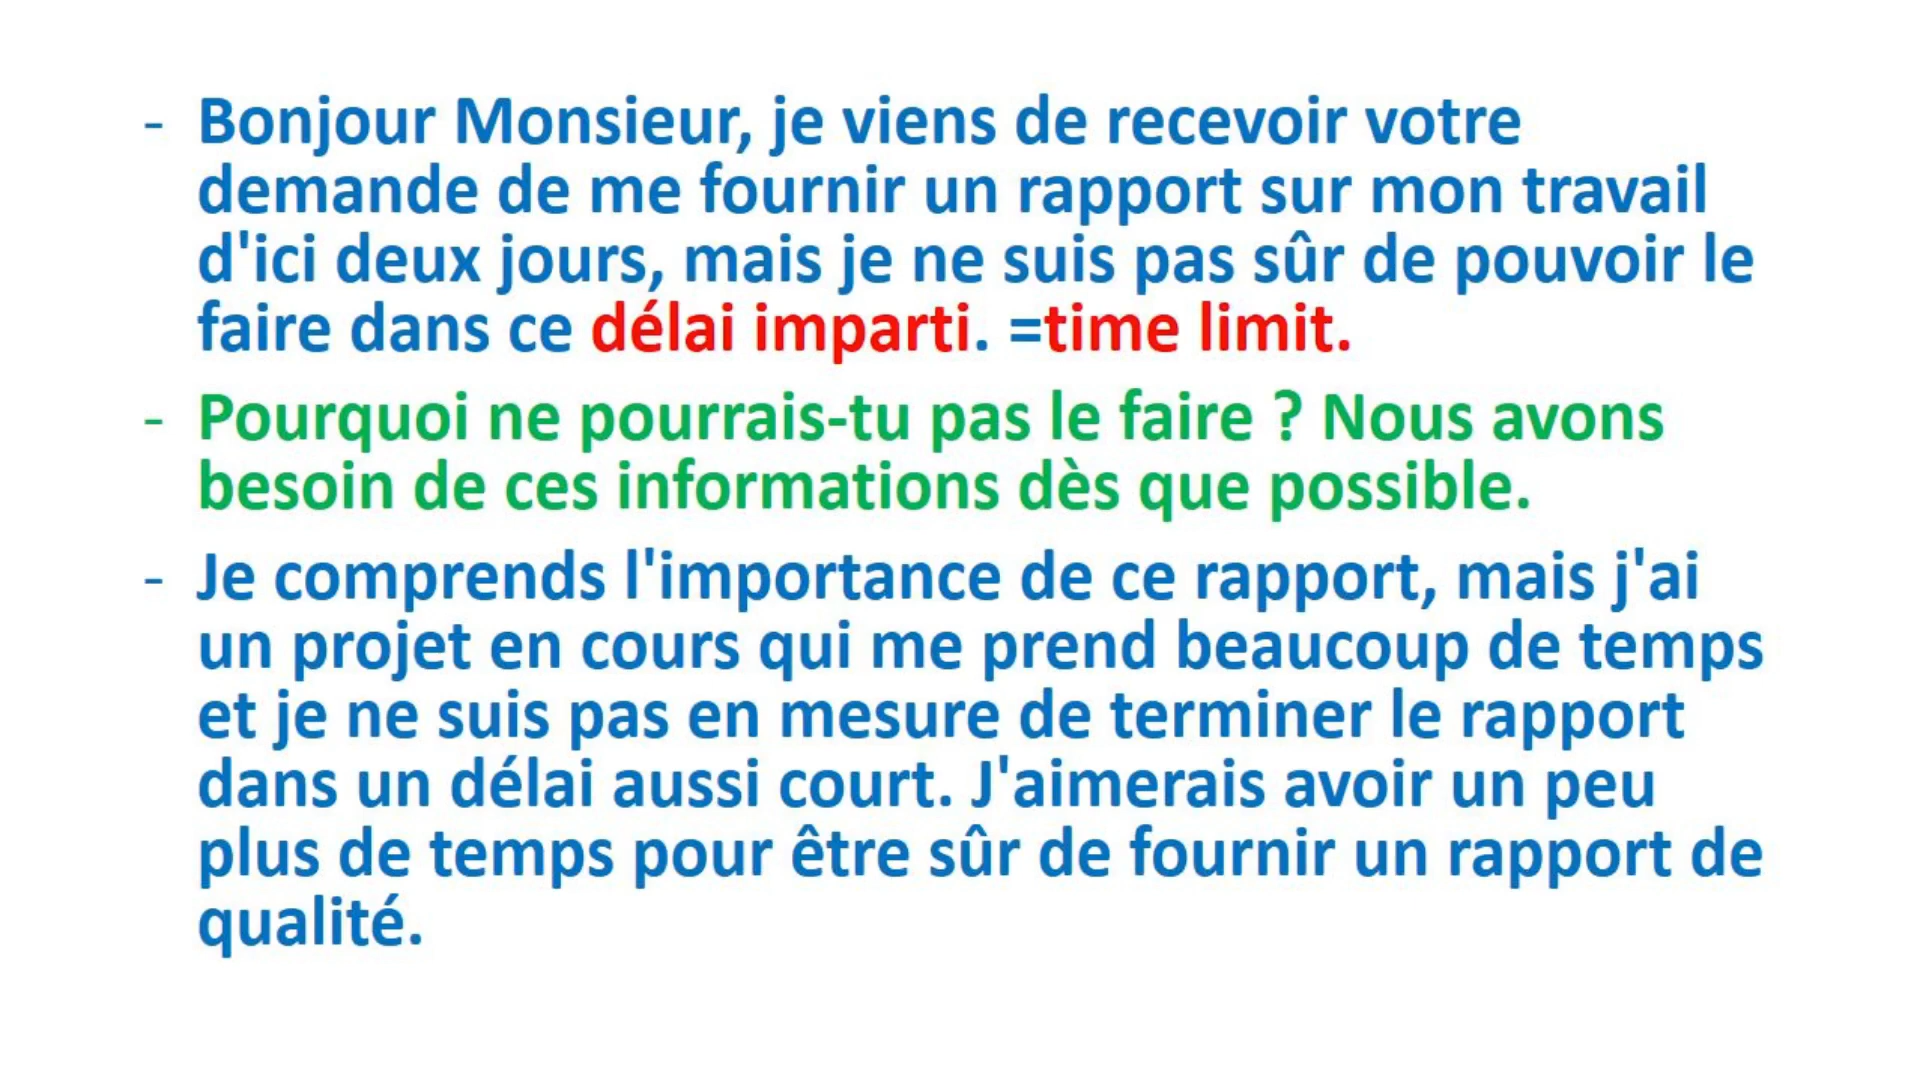 - Bonjour Monsieur, je viens de recevoir votre
demande de me fournir un rapport sur mon travail
d'ici deux jours, mais je ne suis pas sûr de pouvoir le
faire dans ce délai imparti. =time limit.
- Pourquoi ne pourrais-tu pas le faire ? Nous avons
besoin de ces informations dès que possible.
- Je comprends l'importance de ce rapport, mais j'ai
un projet en cours qui me prend beaucoup de temps
et je ne suis pas en mesure de terminer le rapport
dans un délai aussi court. J'aimerais avoir un peu
plus de temps pour être sûr de fournir un rapport de
qualité.